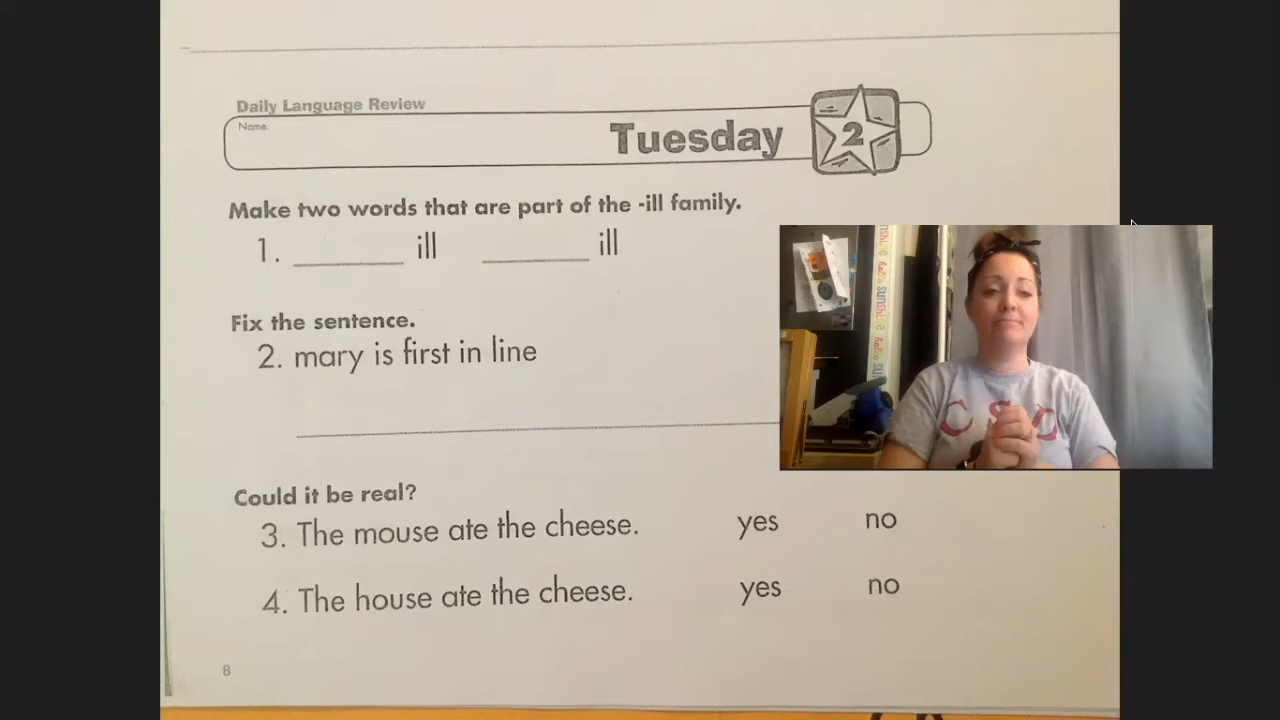 Daily Language Review
Name:
Tuesday
2
Make two words that are part of the -ill family.
1. ________ ill ________ ill
Fix the sentence.
2. mary is first in line
Could it be real?
3. The mouse ate the cheese. yes no
4. The house ate the cheese. yes no
8
C S D